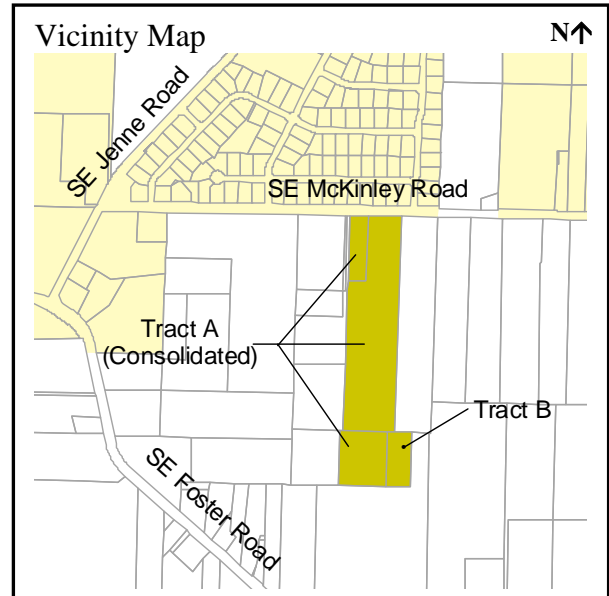 Vicinity Map
N↑
SE Jenne Road
SE McKinley Road
Tract A
(Consolidated)
Tract B
SE Foster Road